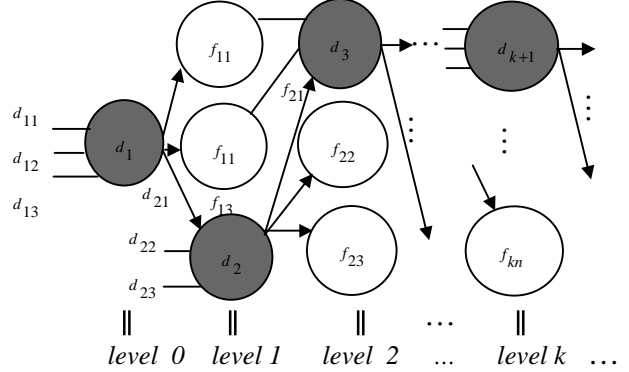 f11 d3 ⋯ dk+1
d11 f21 ⋮
d12 d1 f11 f22 ⋮ ⋮
d13 d21 f13
d22 d2 f23 fkn
d23
|| || || ⋯ ||
level 0 level 1 level 2 ... level k ...